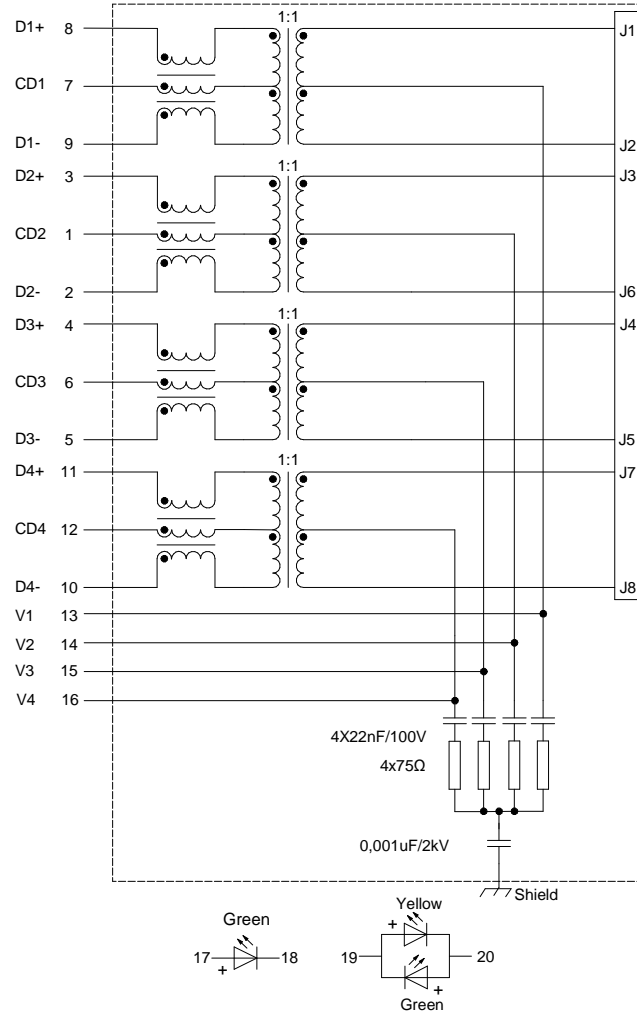 1:1
D1+ 8 J1
CD1 7
D1- 9 J2
D2+ 3 J3
1:1
CD2 1
D2- 2 J6
D3+ 4 J4
1:1
CD3 6
D3- 5 J5
D4+ 11 J7
1:1
CD4 12
D4- 10 J8
V1 13
V2 14
V3 15
V4 16
4X22nF/100V
4x75Ω
0,001uF/2kV
Shield
Green
17 + 18
Yellow
+
19 20
+
Green